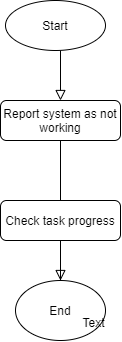 Start
Report system as not
working
Check task progress
End
Text